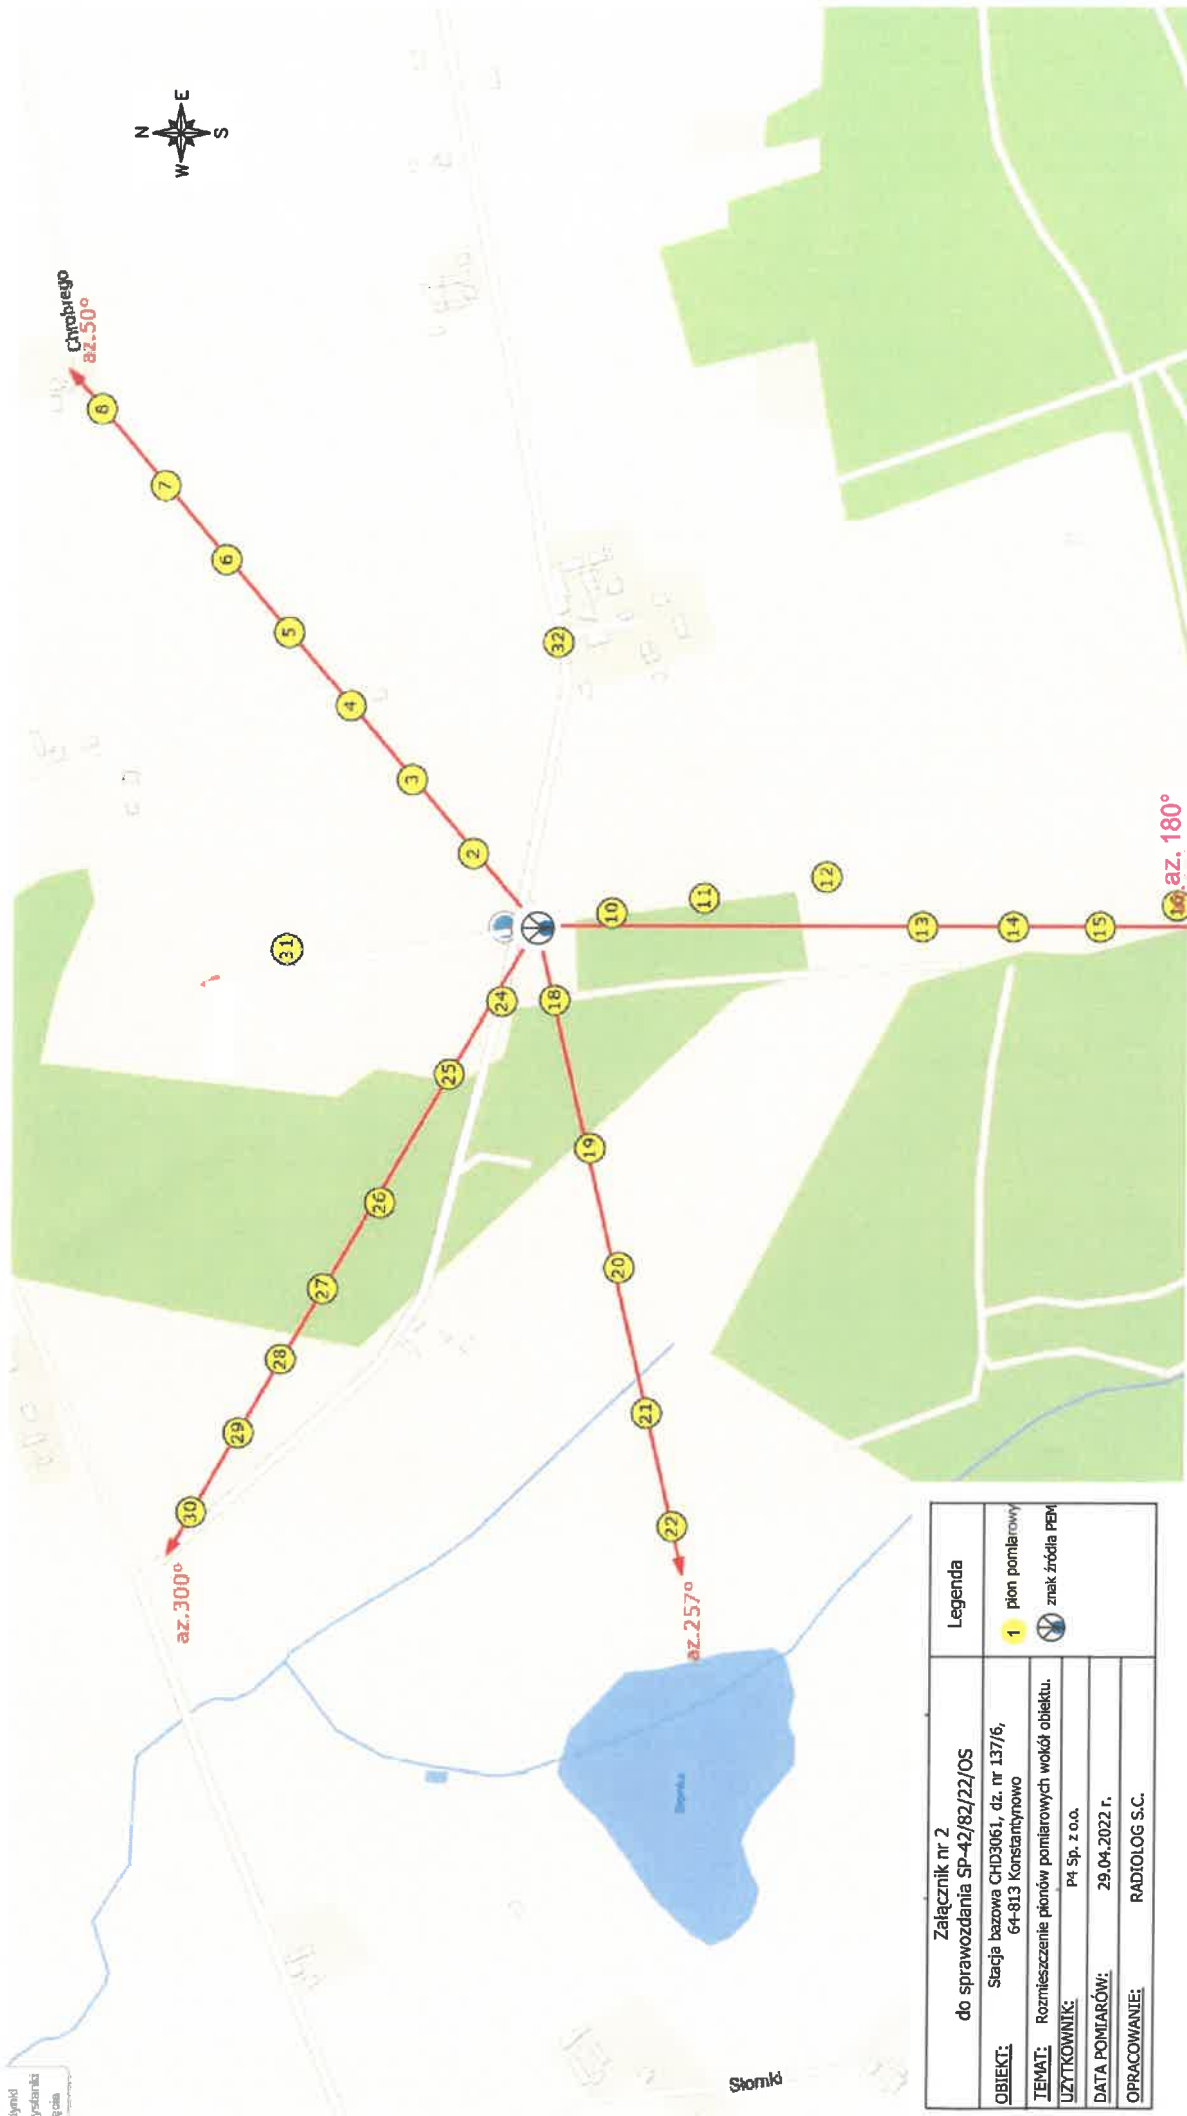 N
W E
S
Chrobrego
az.50°
8
7
6
5
4
3
2
32
31
10
11
12
13
14
15
16
az. 180°
24
25
26
27
28
29
30
az.300°
18
19
20
21
22
az.257°
Słomki
Załącznik nr 2
do sprawozdania SP-42/82/22/OS
Legenda
OBIEKT: Stacja bazowa CHD3061, dz. nr 137/6,
64-813 Konstantynowo
1 pion pomiarowy
znak źródła PEM
TEMAT: Rozmieszczenie pionów pomiarowych wokół obiektu.
UŻYTKOWNIK: P4 Sp. z o.o.
DATA POMIARÓW: 29.04.2022 r.
OPRACOWANIE: RADIOLOG S.C.